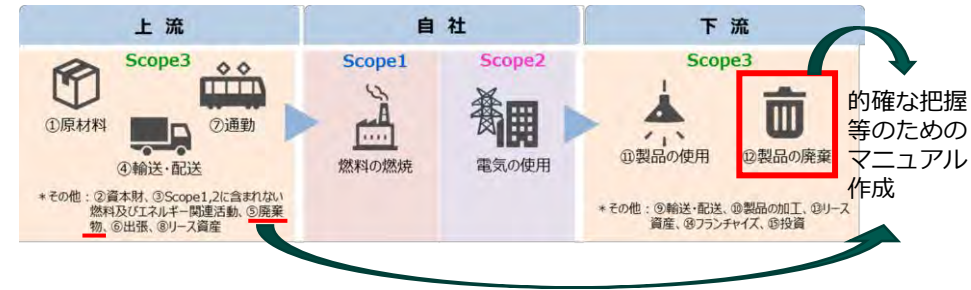 上 流
自 社
下 流
Scope3
Scope1
Scope2
Scope3
①原材料
⑦通勤
④輸送・配送
燃料の燃焼
電気の使用
⑪製品の使用
⑫製品の廃棄
*その他：②資本財、③Scope1,2に含まれない
燃料及びエネルギー関連活動、⑤廃棄
物、⑥出張、⑧リース資産
*その他：⑨輸送・配送、⑩製品の加工、⑬リース
資産、⑭フランチャイズ、⑮投資
的確な把握
等のための
マニュアル
作成